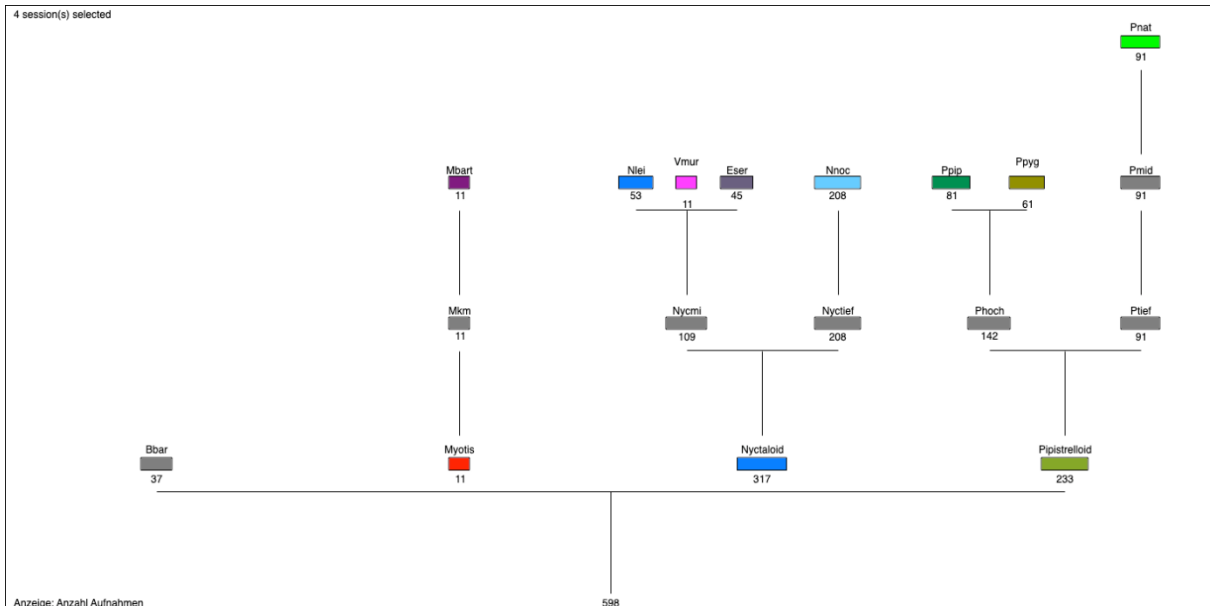 4 session(s) selected
Pnat
91
Mbart
11
Nlei
53
Vmur
11
Eser
45
Nnoc
208
Ppip
81
Ppyg
61
Pmid
91
Mkm
11
Nycmi
109
Nyctief
208
Phoch
142
Ptief
91
Bbar
37
Myotis
11
Nyctaloid
317
Pipistrelloid
233
Anzeige: Anzahl Aufnahmen
598